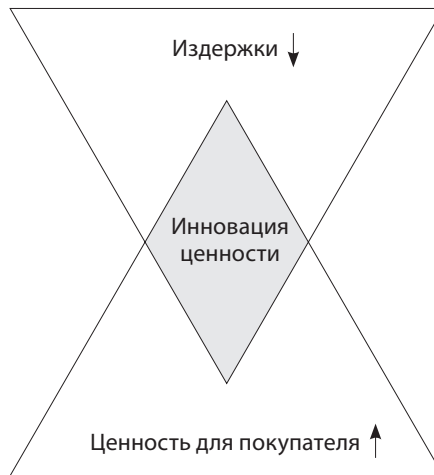 Издержки
Инновация
ценности
Ценность для покупателя